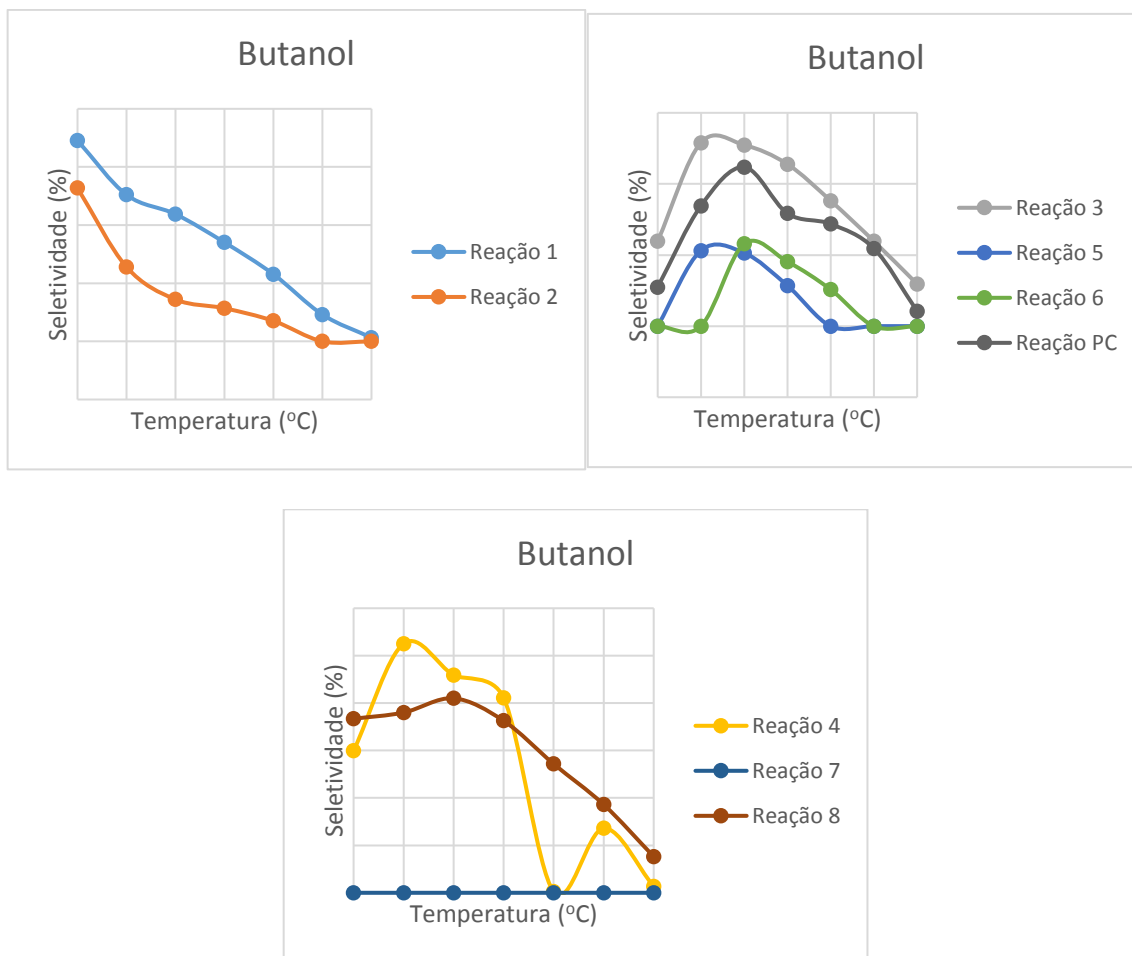 Butanol
Seletividade (%)
Temperatura (ºC)
Reação 1
Reação 2
Butanol
Seletividade (%)
Temperatura (ºC)
Reação 3
Reação 5
Reação 6
Reação PC
Butanol
Seletividade (%)
Temperatura (ºC)
Reação 4
Reação 7
Reação 8